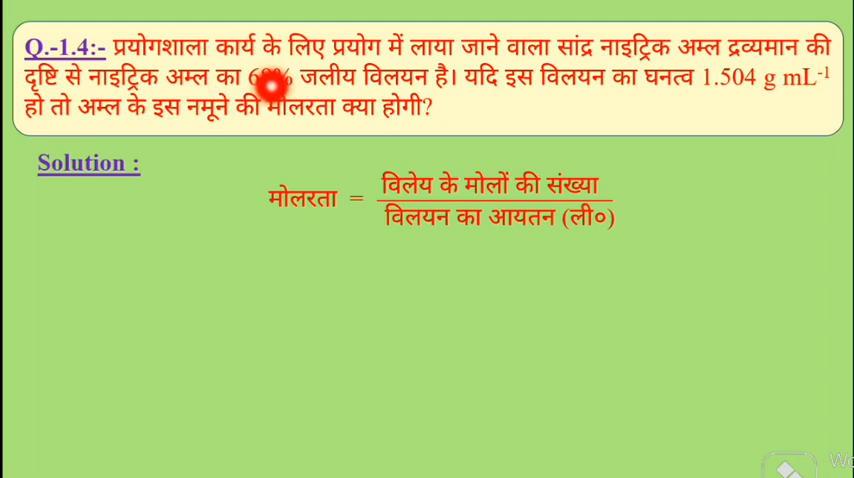 Q.-1.4:- प्रयोगशाला कार्य के लिए प्रयोग में लाया जाने वाला सांद्र नाइट्रिक अम्ल द्रव्यमान की
दृष्टि से नाइट्रिक अम्ल का 68% जलीय विलयन है। यदि इस विलयन का घनत्व 1.504 g mL⁻¹
हो तो अम्ल के इस नमूने की मोलरता क्या होगी?
Solution :
मोलरता = विलेय के मोलों की संख्या
विलयन का आयतन (ली०)